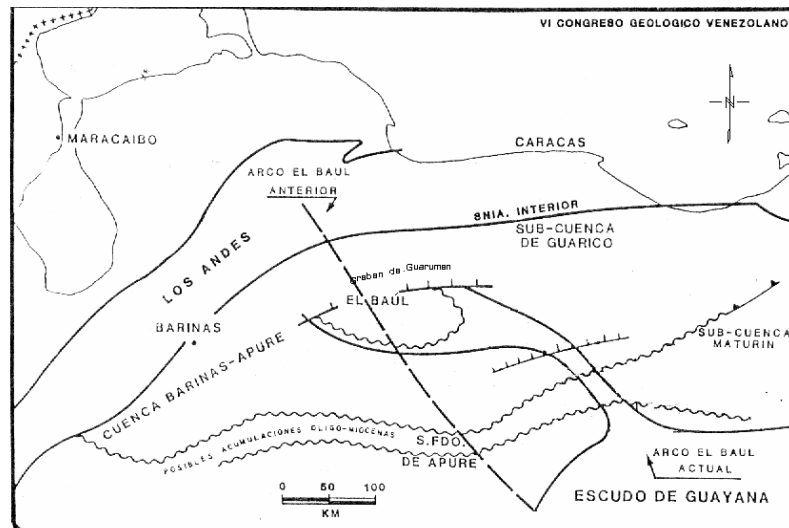 VI CONGRESO GEOLOGICO VENEZOLANO
N
MARACAIBO
CARACAS
ARCO EL BAUL
ANTERIOR
SNIA. INTERIOR
SUB-CUENCA
DE GUARICO
LOS ANDES
graban de Guarumen
EL BAUL
BARINAS
SUB-CUENCA
MATURIN
CUENCA BARINAS-APURE
POSIBLES ACUMULACIONES OLIGO-MIOCENAS
S.FDO.
DE APURE
ARCO EL BAUL
ACTUAL
ESCUDO DE GUAYANA
0 50 100
KM